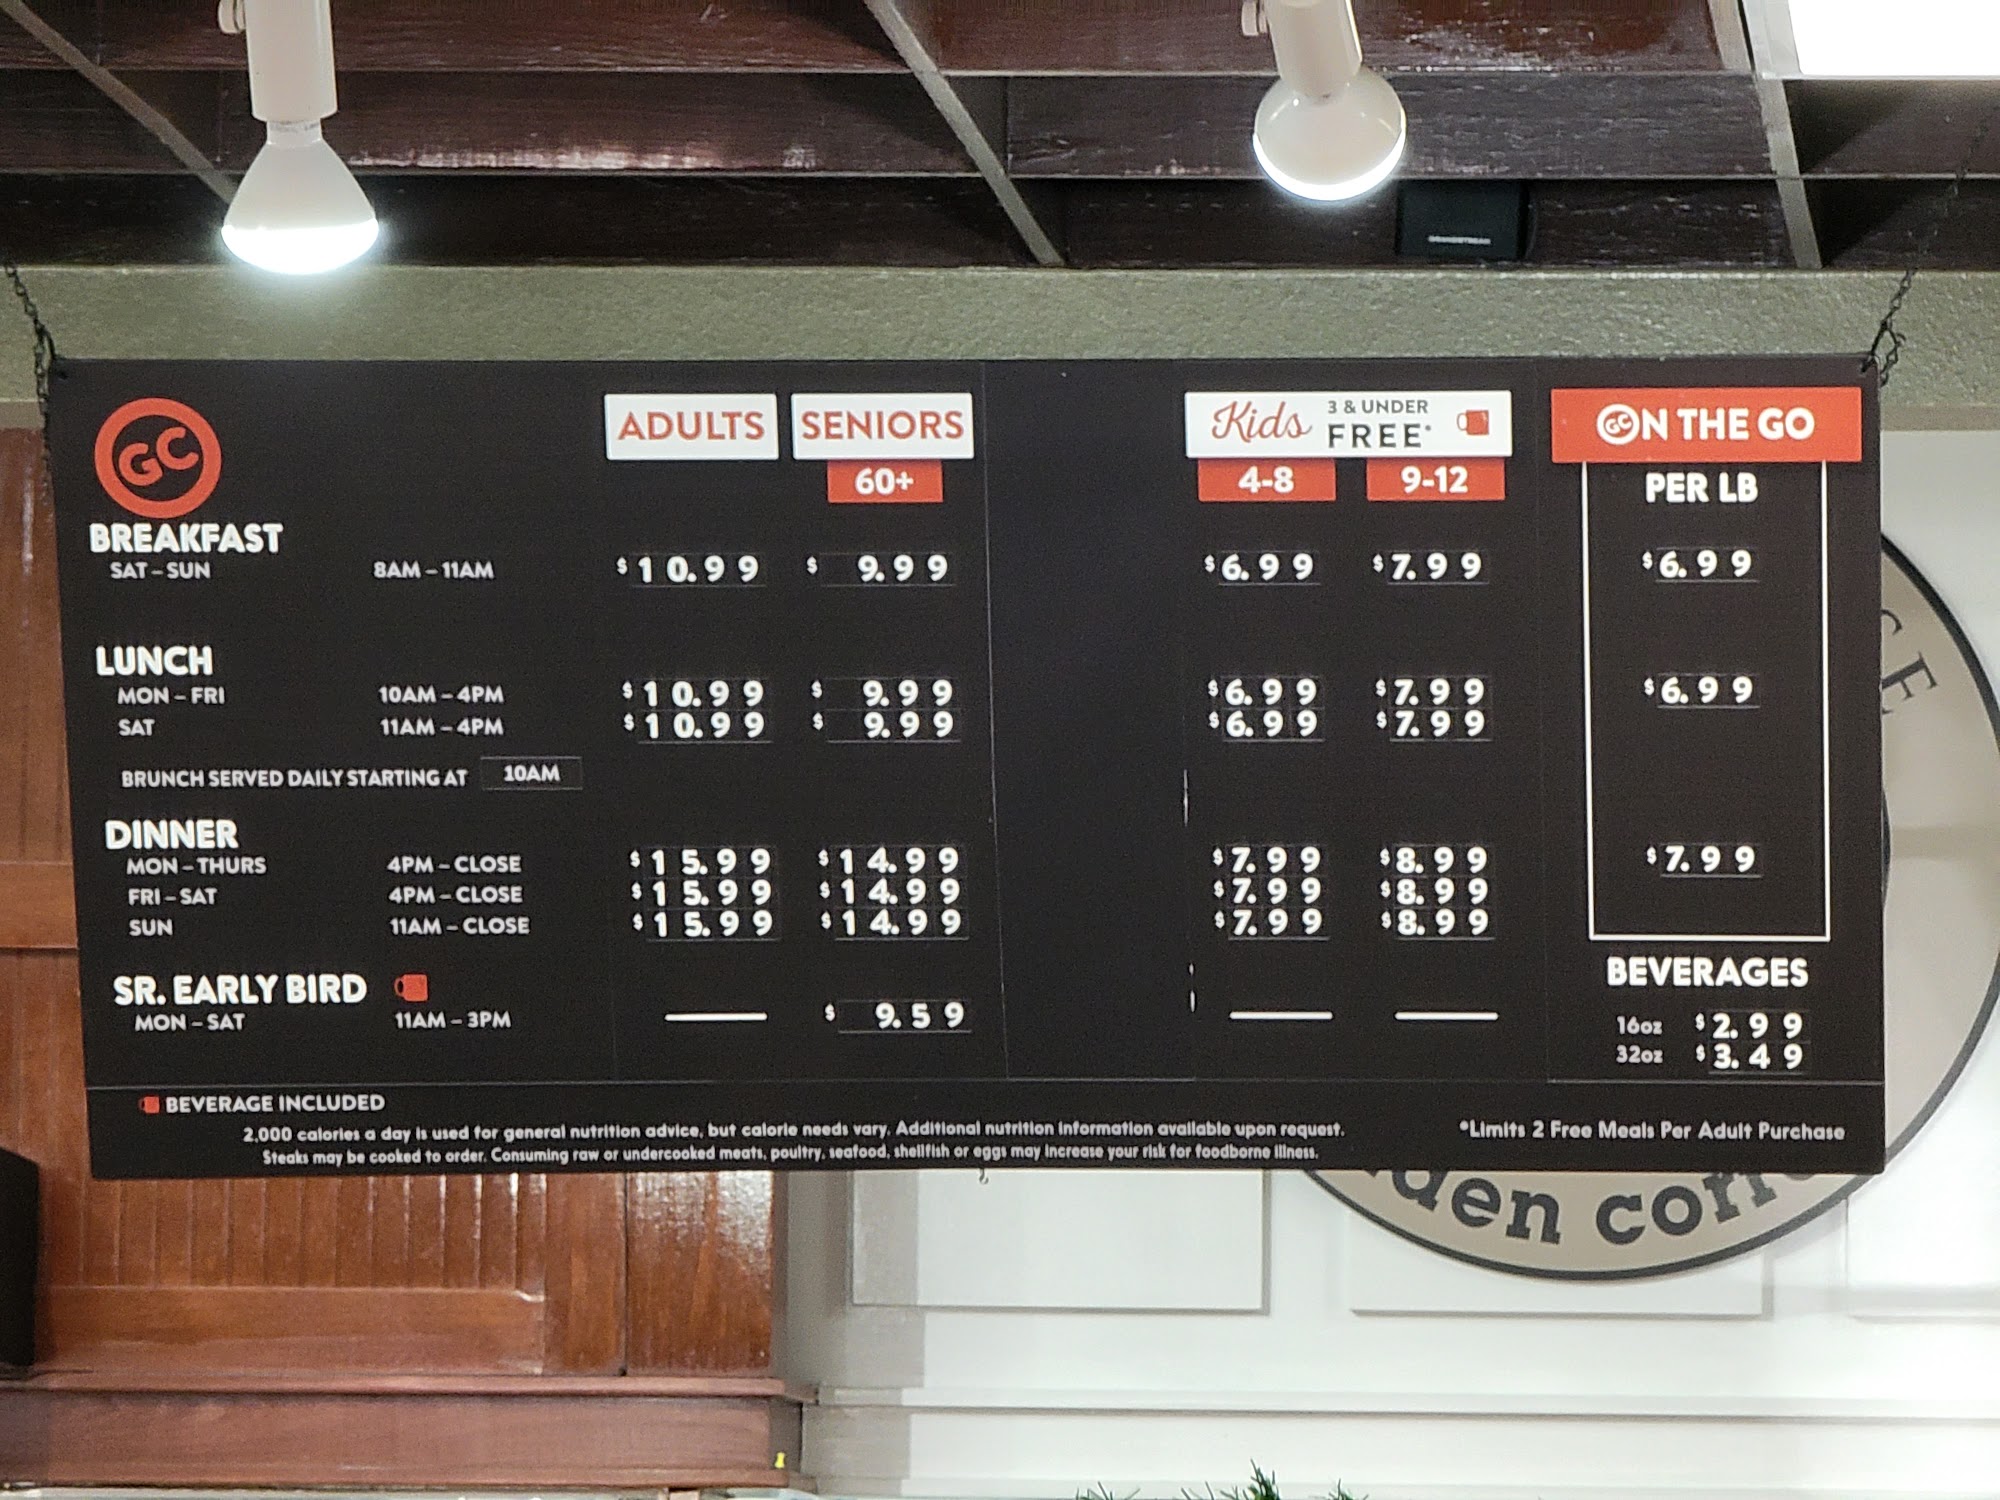 GRANDSTREAM
GC
ADULTS SENIORS Kids 3 & UNDER FREE* GC ON THE GO
60+ 4-8 9-12 PER LB
BREAKFAST
SAT – SUN 8AM – 11AM $10.99 $9.99 $6.99 $7.99 $6.99
LUNCH
MON – FRI 10AM – 4PM $10.99 $9.99 $6.99 $7.99 $6.99
SAT 11AM – 4PM $10.99 $9.99 $6.99 $7.99
BRUNCH SERVED DAILY STARTING AT 10AM
DINNER
MON – THURS 4PM – CLOSE $15.99 $14.99 $7.99 $8.99 $7.99
FRI – SAT 4PM – CLOSE $15.99 $14.99 $7.99 $8.99
SUN 11AM – CLOSE $15.99 $14.99 $7.99 $8.99
SR. EARLY BIRD
MON – SAT 11AM – 3PM $9.59
BEVERAGES
16oz $2.99
32oz $3.49
BEVERAGE INCLUDED
2,000 calories a day is used for general nutrition advice, but calorie needs vary. Additional nutrition information available upon request.
Steaks may be cooked to order. Consuming raw or undercooked meats, poultry, seafood, shellfish or eggs may increase your risk for foodborne illness.
*Limits 2 Free Meals Per Adult Purchase